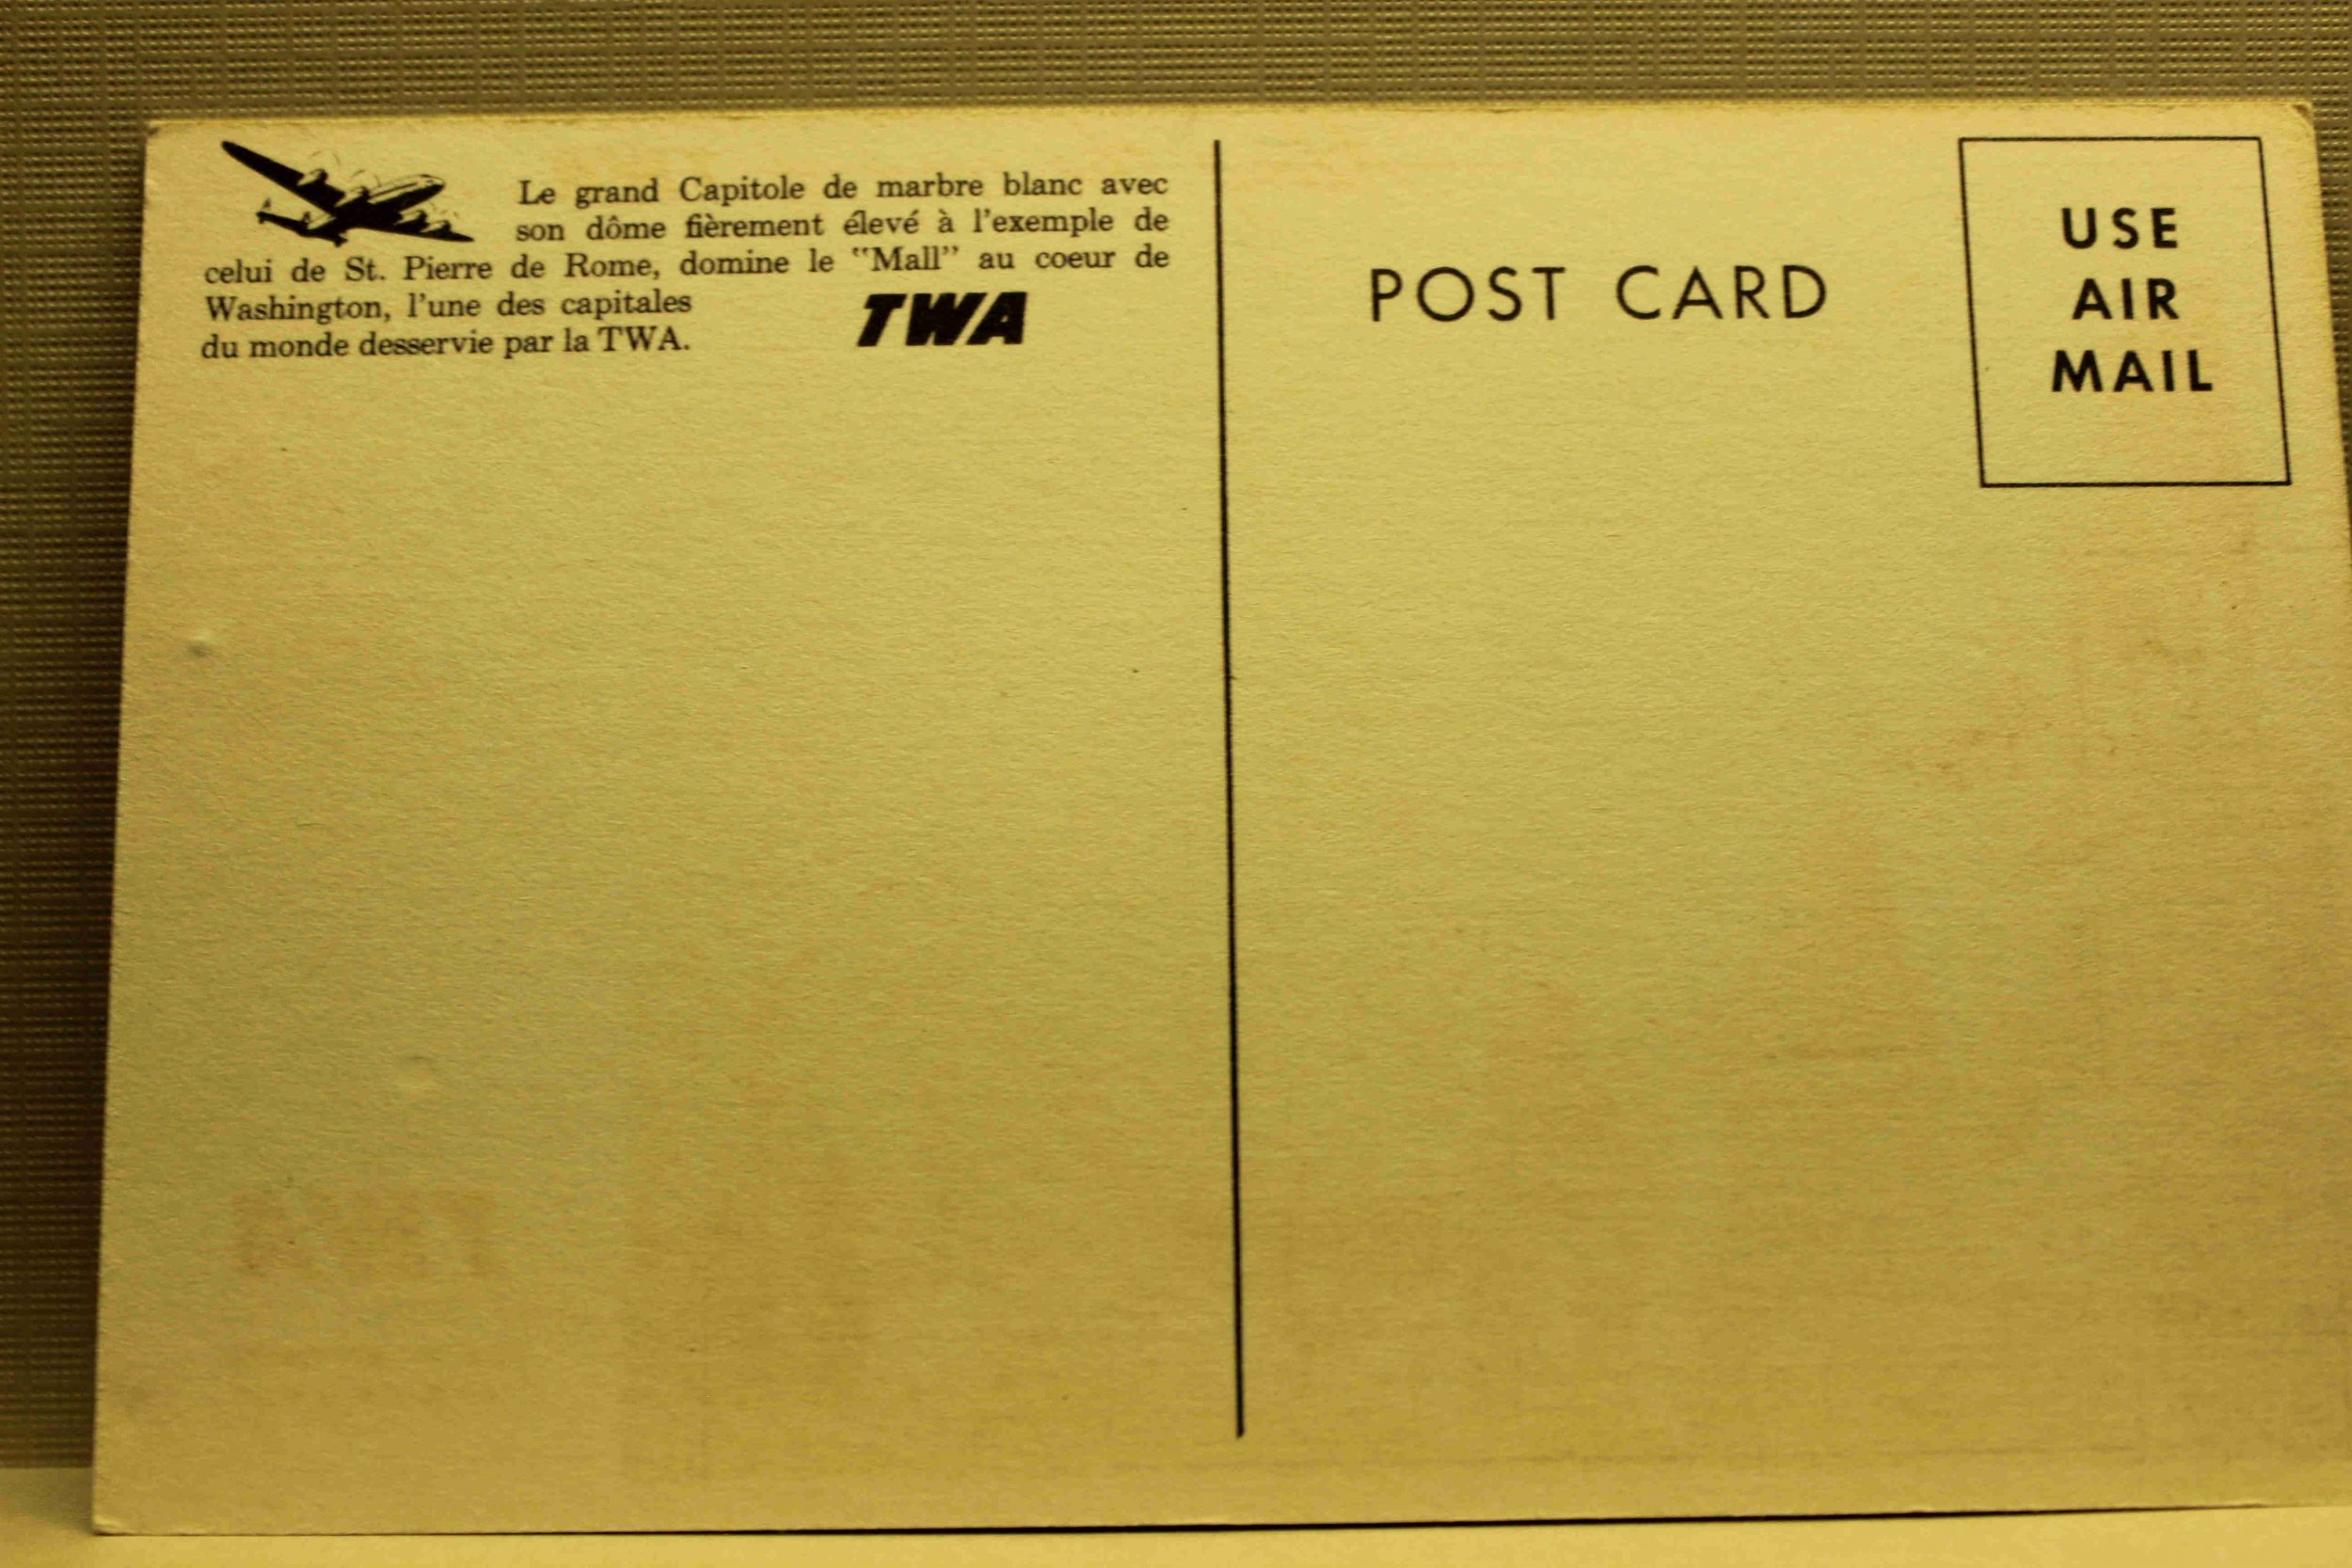 Le grand Capitole de marbre blanc avec
son dôme fièrement élevé à l'exemple de
celui de St. Pierre de Rome, domine le "Mall" au coeur de
Washington, l'une des capitales
du monde desservie par la TWA.
TWA
POST CARD
USE
AIR
MAIL